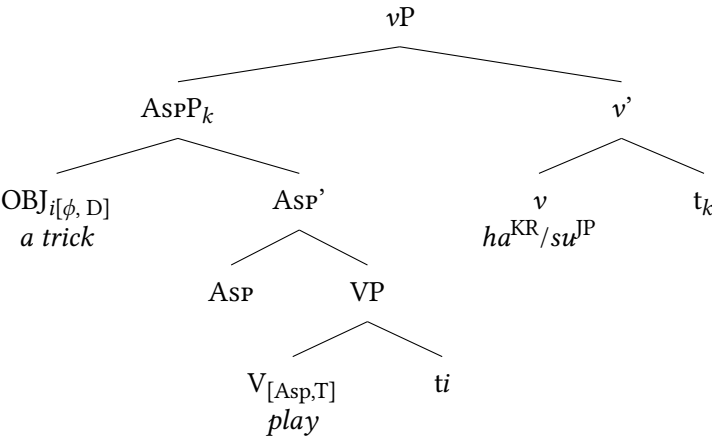 vP
AspP_k v'
OBJ_i[ϕ, D] Asp' v t_k
a trick ha^KR/su^JP
Asp VP
V_[Asp,T] ti
play